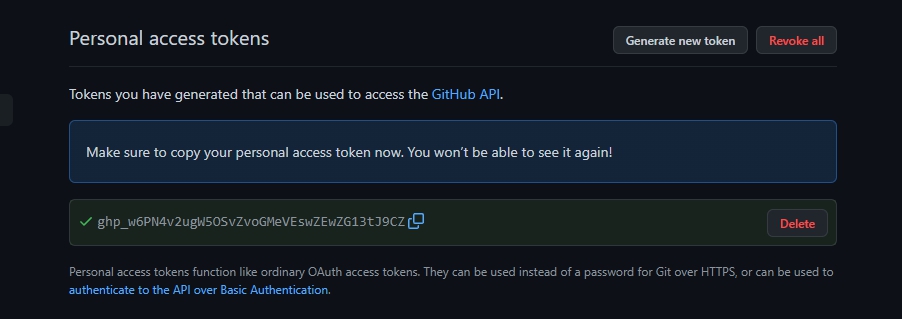 Personal access tokens
Generate new token
Revoke all
Tokens you have generated that can be used to access the GitHub API.
Make sure to copy your personal access token now. You won't be able to see it again!
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
Delete
Personal access tokens function like ordinary OAuth access tokens. They can be used instead of a password for Git over HTTPS, or can be used to
authenticate to the API over Basic Authentication.